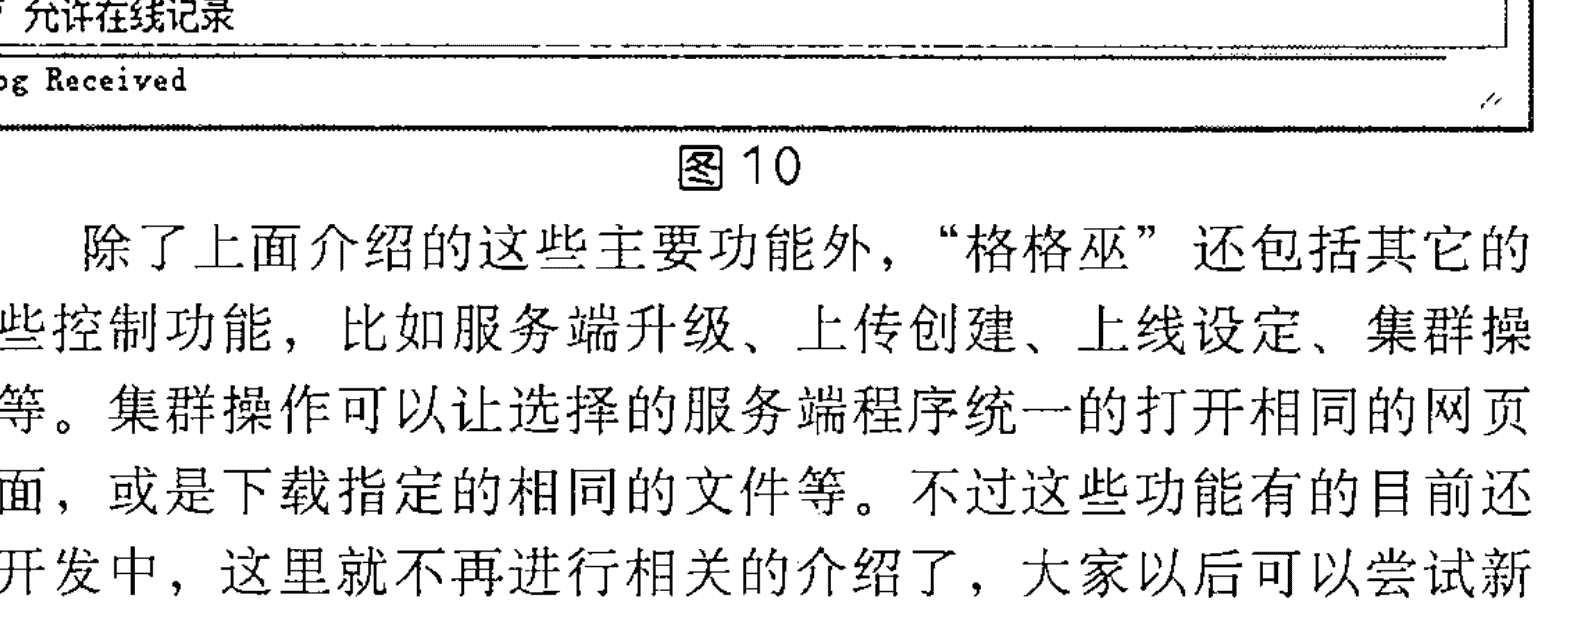 允许在线记录
og Received
图 10
除了上面介绍的这些主要功能外，“格格巫”还包括其它的
些控制功能，比如服务端升级、上传创建、上线设定、集群操
等。集群操作可以让选择的服务端程序统一的打开相同的网页
面，或是下载指定的相同的文件等。不过这些功能有的目前还
开发中，这里就不再进行相关的介绍了，大家以后可以尝试新